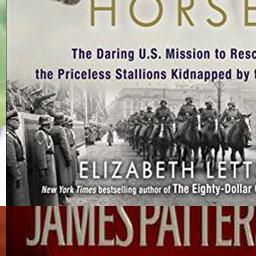 HORSE
The Daring U.S. Mission to Resc
the Priceless Stallions Kidnapped by t
ELIZABETH LETT
New York Times bestselling author of The Eighty-Dollar
JAMES PATTER